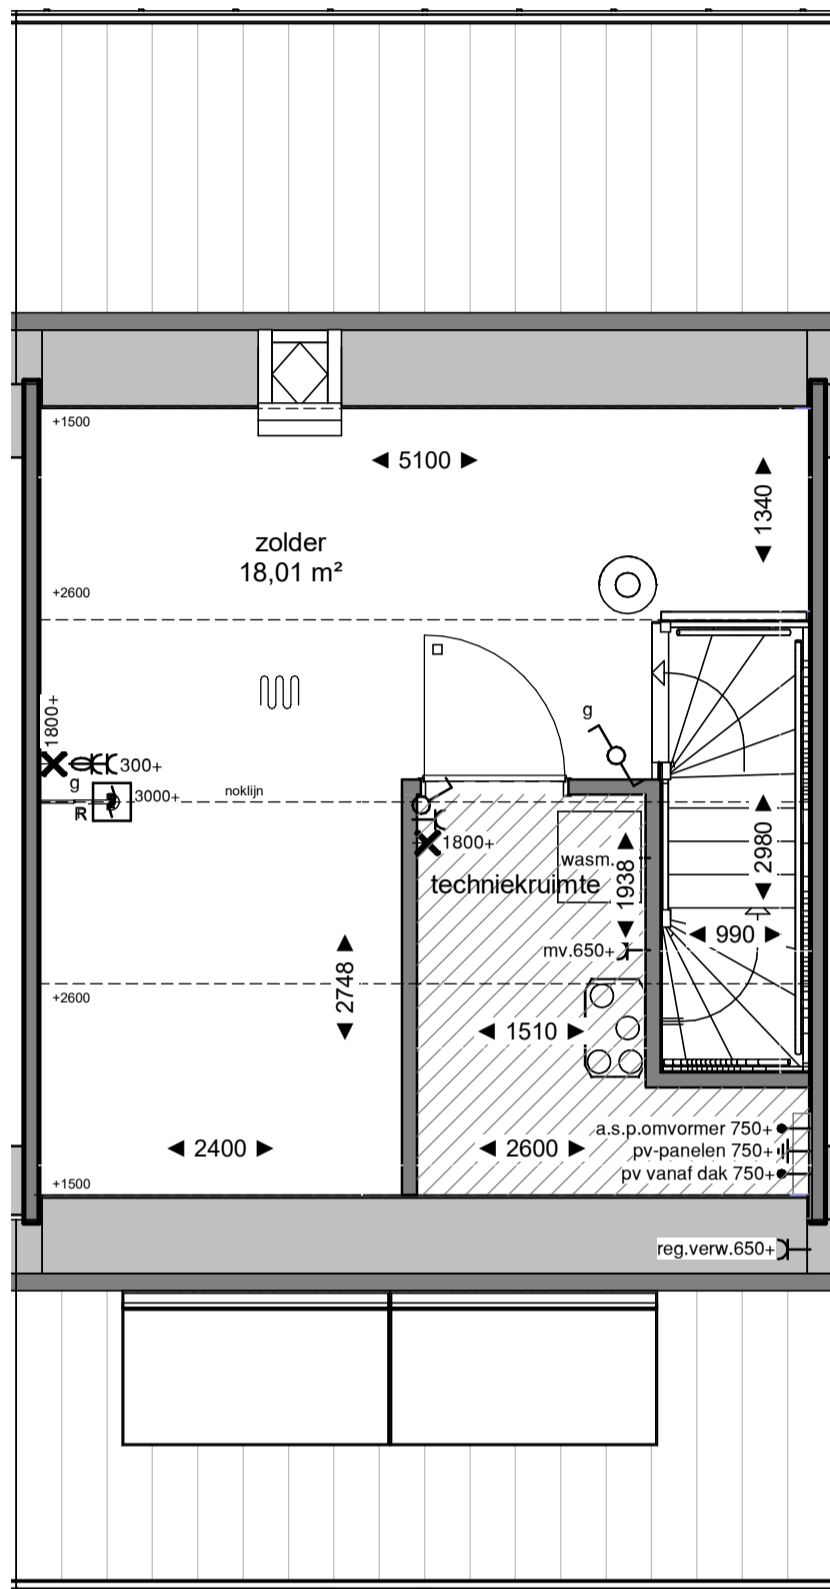 +1500
5100
1340
zolder
18,01 m²
+2600
g
1800+
300+
g
3000+
noklijn
R
1800+
wasm.
techniekruimte
1938
2980
mv.650+
990
2748
+2600
1510
a.s.p.omvormer 750+
2400
2600
pv-panelen 750+
pv vanaf dak 750+
+1500
reg.verw.650+